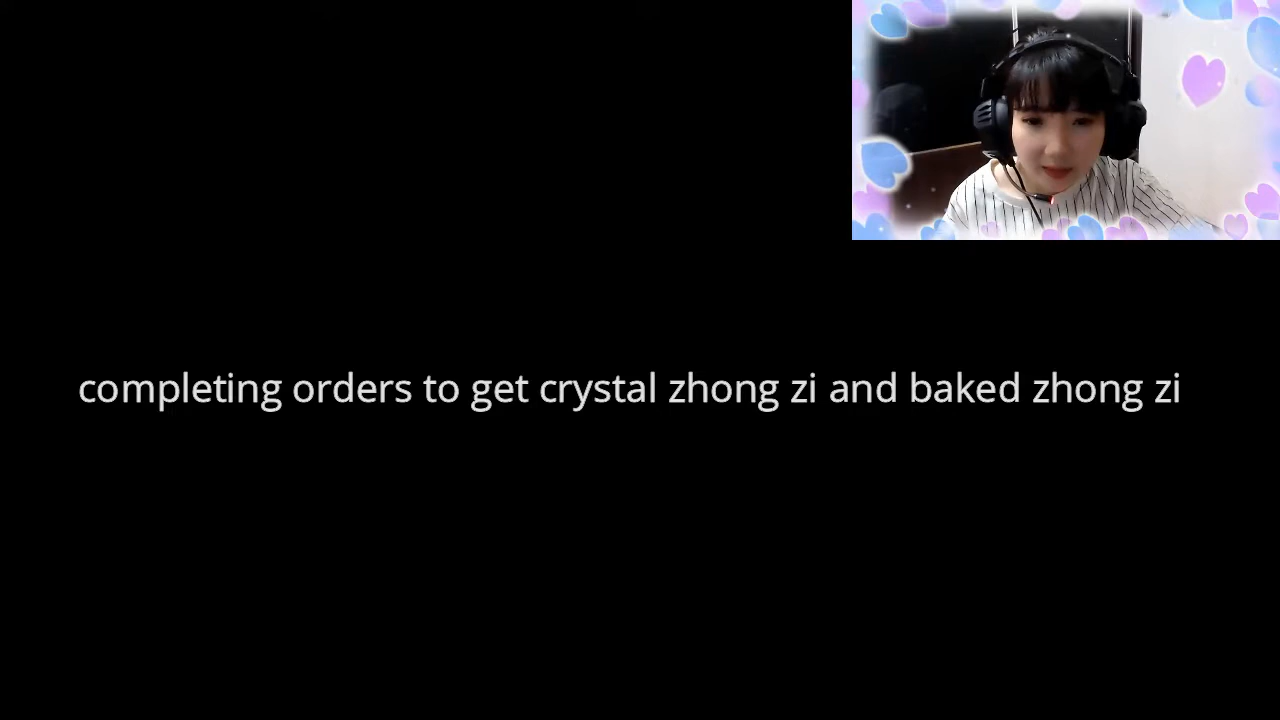 completing orders to get crystal zhong zi and baked zhong zi